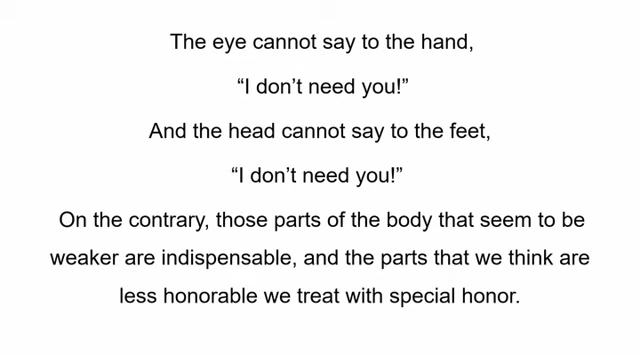 The eye cannot say to the hand,
“I don’t need you!”
And the head cannot say to the feet,
“I don’t need you!”
On the contrary, those parts of the body that seem to be
weaker are indispensable, and the parts that we think are
less honorable we treat with special honor.